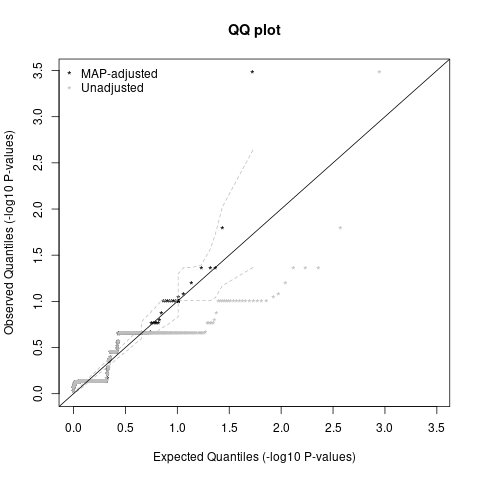 QQ plot
* MAP-adjusted
* Unadjusted
3.5
3.0
2.5
2.0
1.5
1.0
0.5
0.0
Observed Quantiles (-log10 P-values)
0.0 0.5 1.0 1.5 2.0 2.5 3.0 3.5
Expected Quantiles (-log10 P-values)